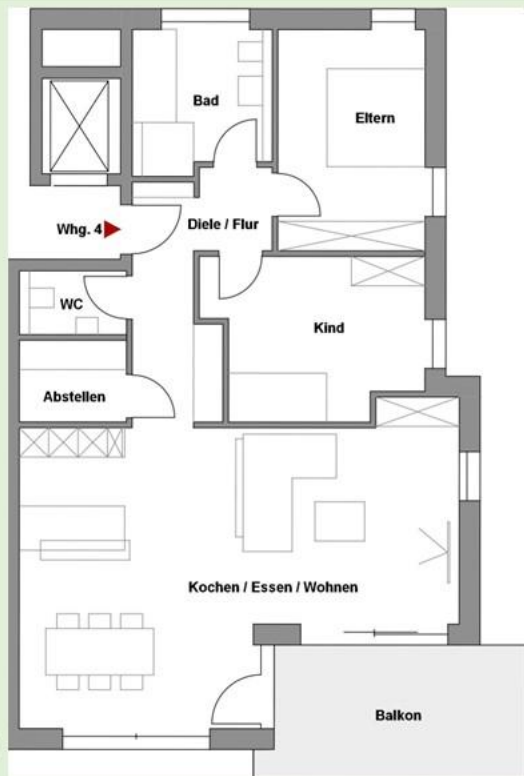 Bad
Eltern
Whg. 4
Diele / Flur
WC
Kind
Abstellen
Kochen / Essen / Wohnen
Balkon